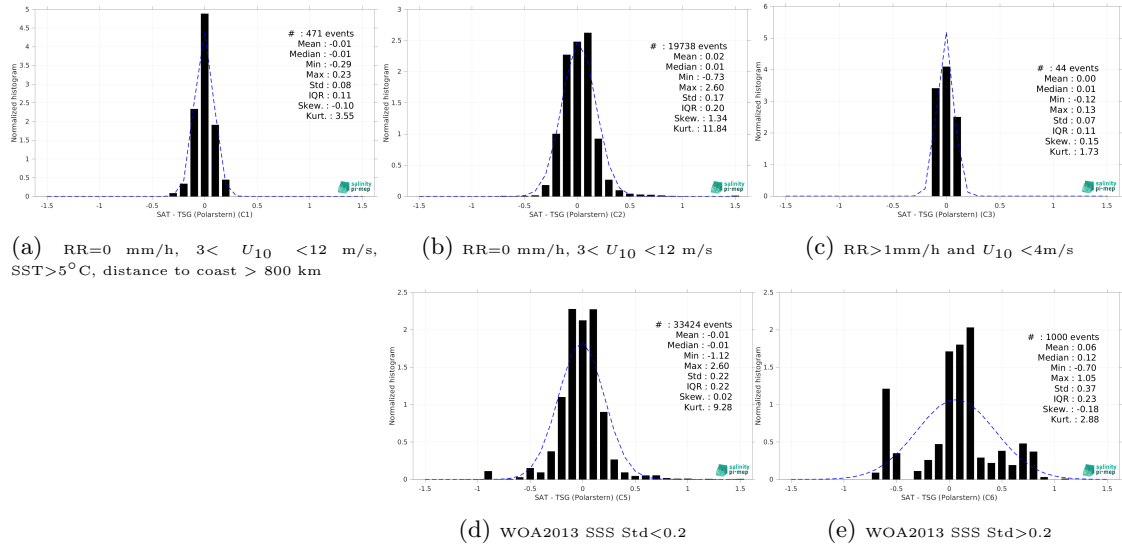 5
4
3
2
1
0
Normalized histogram
-1.5 -1 -0.5 0 0.5 1 1.5
SAT - TSG (Polarstern) (C1)
# : 471 events
Mean : -0.01
Median : -0.01
Min : -0.29
Max : 0.23
Std : 0.08
IQR : 0.11
Skew. : -0.10
Kurt. : 3.55
salinity
pi-mep
3
2.5
2
1.5
1
0.5
0
Normalized histogram
-1.5 -1 -0.5 0 0.5 1 1.5
SAT - TSG (Polarstern) (C2)
# : 19738 events
Mean : 0.02
Median : 0.01
Min : -0.73
Max : 2.60
Std : 0.17
IQR : 0.20
Skew. : 1.34
Kurt. : 11.84
salinity
pi-mep
6
5
4
3
2
1
0
Normalized histogram
-1.5 -1 -0.5 0 0.5 1 1.5
SAT - TSG (Polarstern) (C3)
# : 44 events
Mean : 0.00
Median : 0.01
Min : -0.12
Max : 0.13
Std : 0.07
IQR : 0.11
Skew. : 0.15
Kurt. : 1.73
salinity
pi-mep
(a) RR=0 mm/h, 3< U10 <12 m/s,
SST>5°C, distance to coast > 800 km
(b) RR=0 mm/h, 3< U10 <12 m/s
(c) RR>1mm/h and U10 <4m/s
2.5
2
1.5
1
0.5
0
Normalized histogram
-1.5 -1 -0.5 0 0.5 1 1.5
SAT - TSG (Polarstern) (C5)
# : 33424 events
Mean : -0.01
Median : -0.01
Min : -1.12
Max : 2.60
Std : 0.22
IQR : 0.22
Skew. : 0.02
Kurt. : 9.28
salinity
pi-mep
2.5
2
1.5
1
0.5
0
Normalized histogram
-1.5 -1 -0.5 0 0.5 1 1.5
SAT - TSG (Polarstern) (C6)
# : 1000 events
Mean : 0.06
Median : 0.12
Min : -0.70
Max : 1.05
Std : 0.37
IQR : 0.23
Skew. : -0.18
Kurt. : 2.88
salinity
pi-mep
(d) WOA2013 SSS Std<0.2
(e) WOA2013 SSS Std>0.2